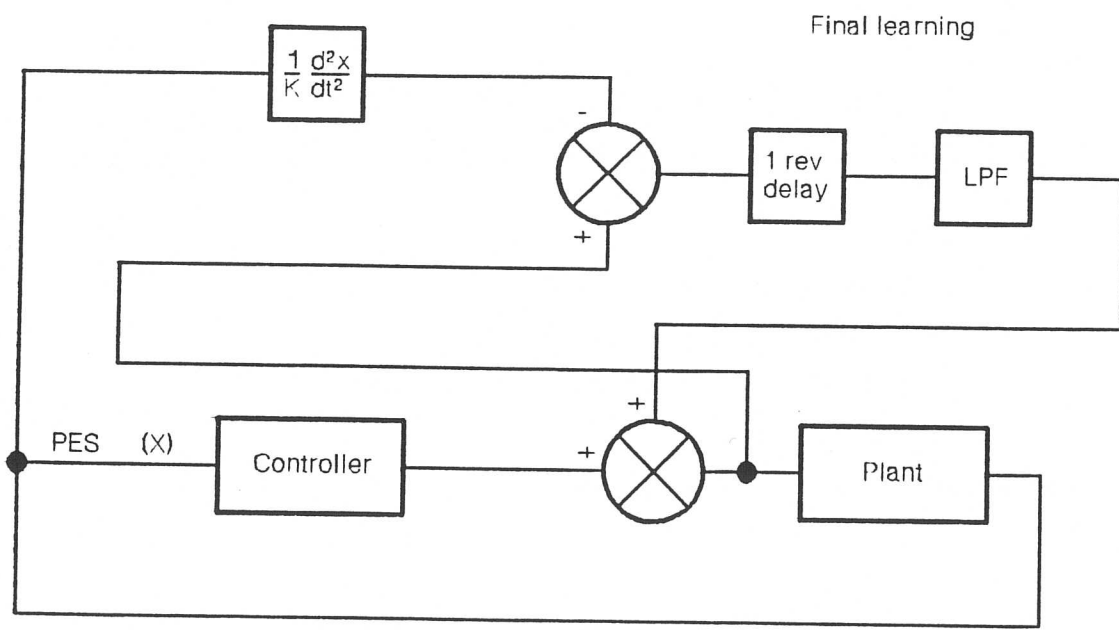 Final learning
1 d²x
K dt²
-
1 rev
delay
LPF
+
+
PES (X)
Controller
+
Plant